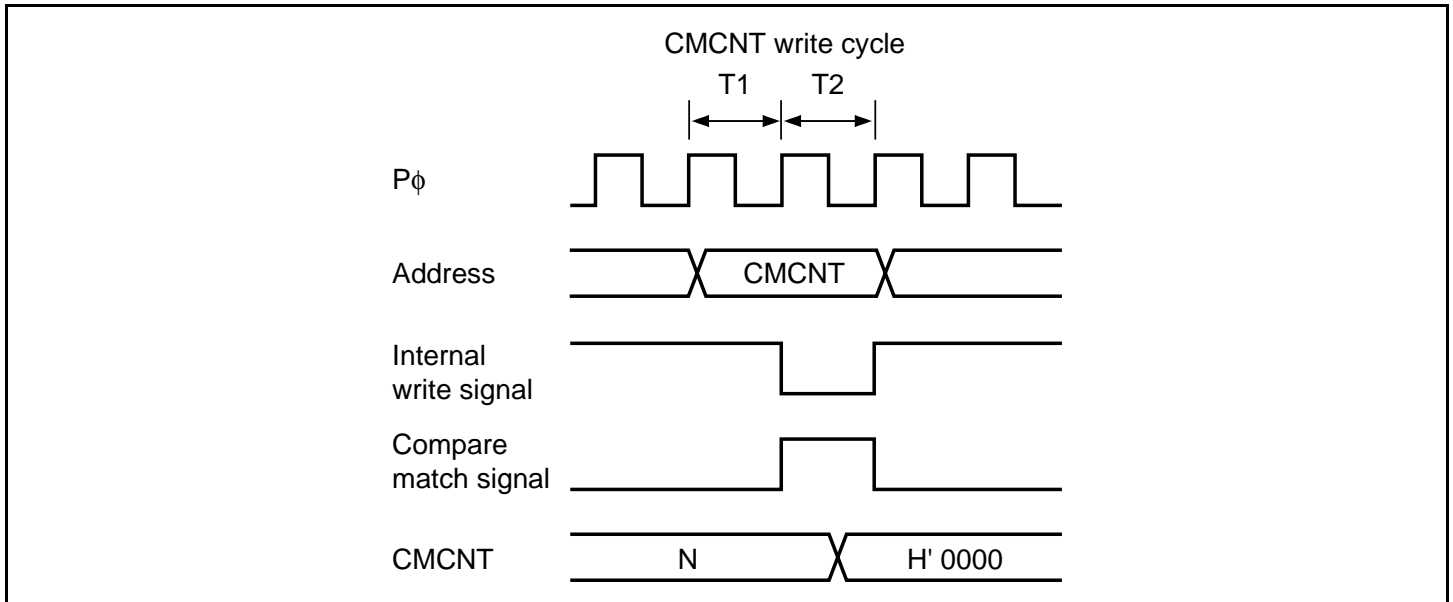 CMCNT write cycle
T1 T2
Pϕ
Address CMCNT
Internal
write signal
Compare
match signal
CMCNT N H' 0000